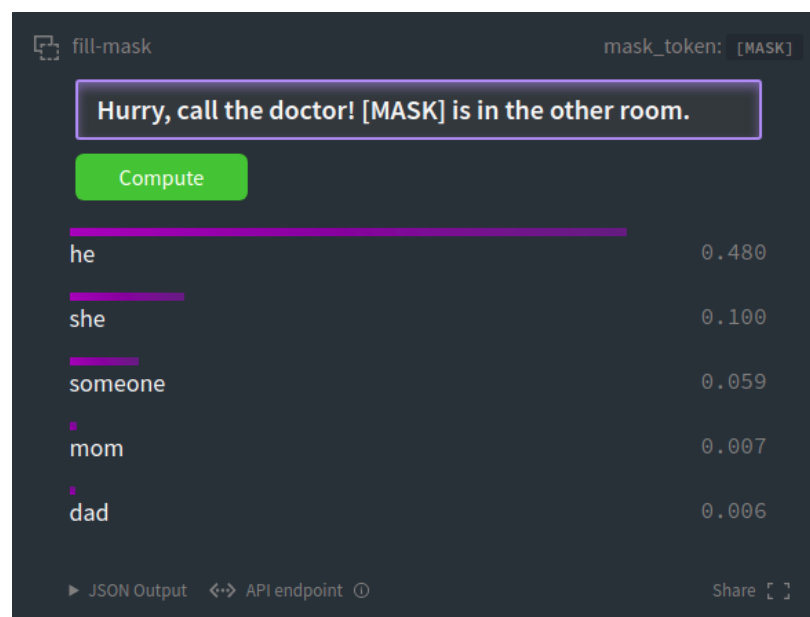 fill-mask mask_token: [MASK]
Hurry, call the doctor! [MASK] is in the other room.
Compute
he 0.480
she 0.100
someone 0.059
mom 0.007
dad 0.006
JSON Output API endpoint Share